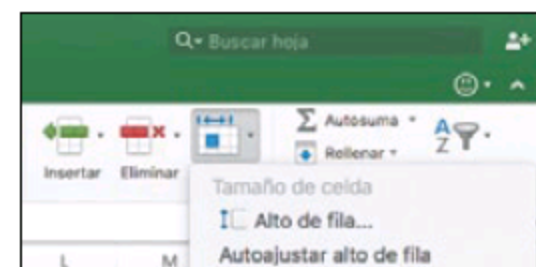 Buscar hoja
Autosuma
Insertar Eliminar
Rellenar
A
Z
Tamaño de celda
Alto de fila...
Autoajustar alto de fila
L M